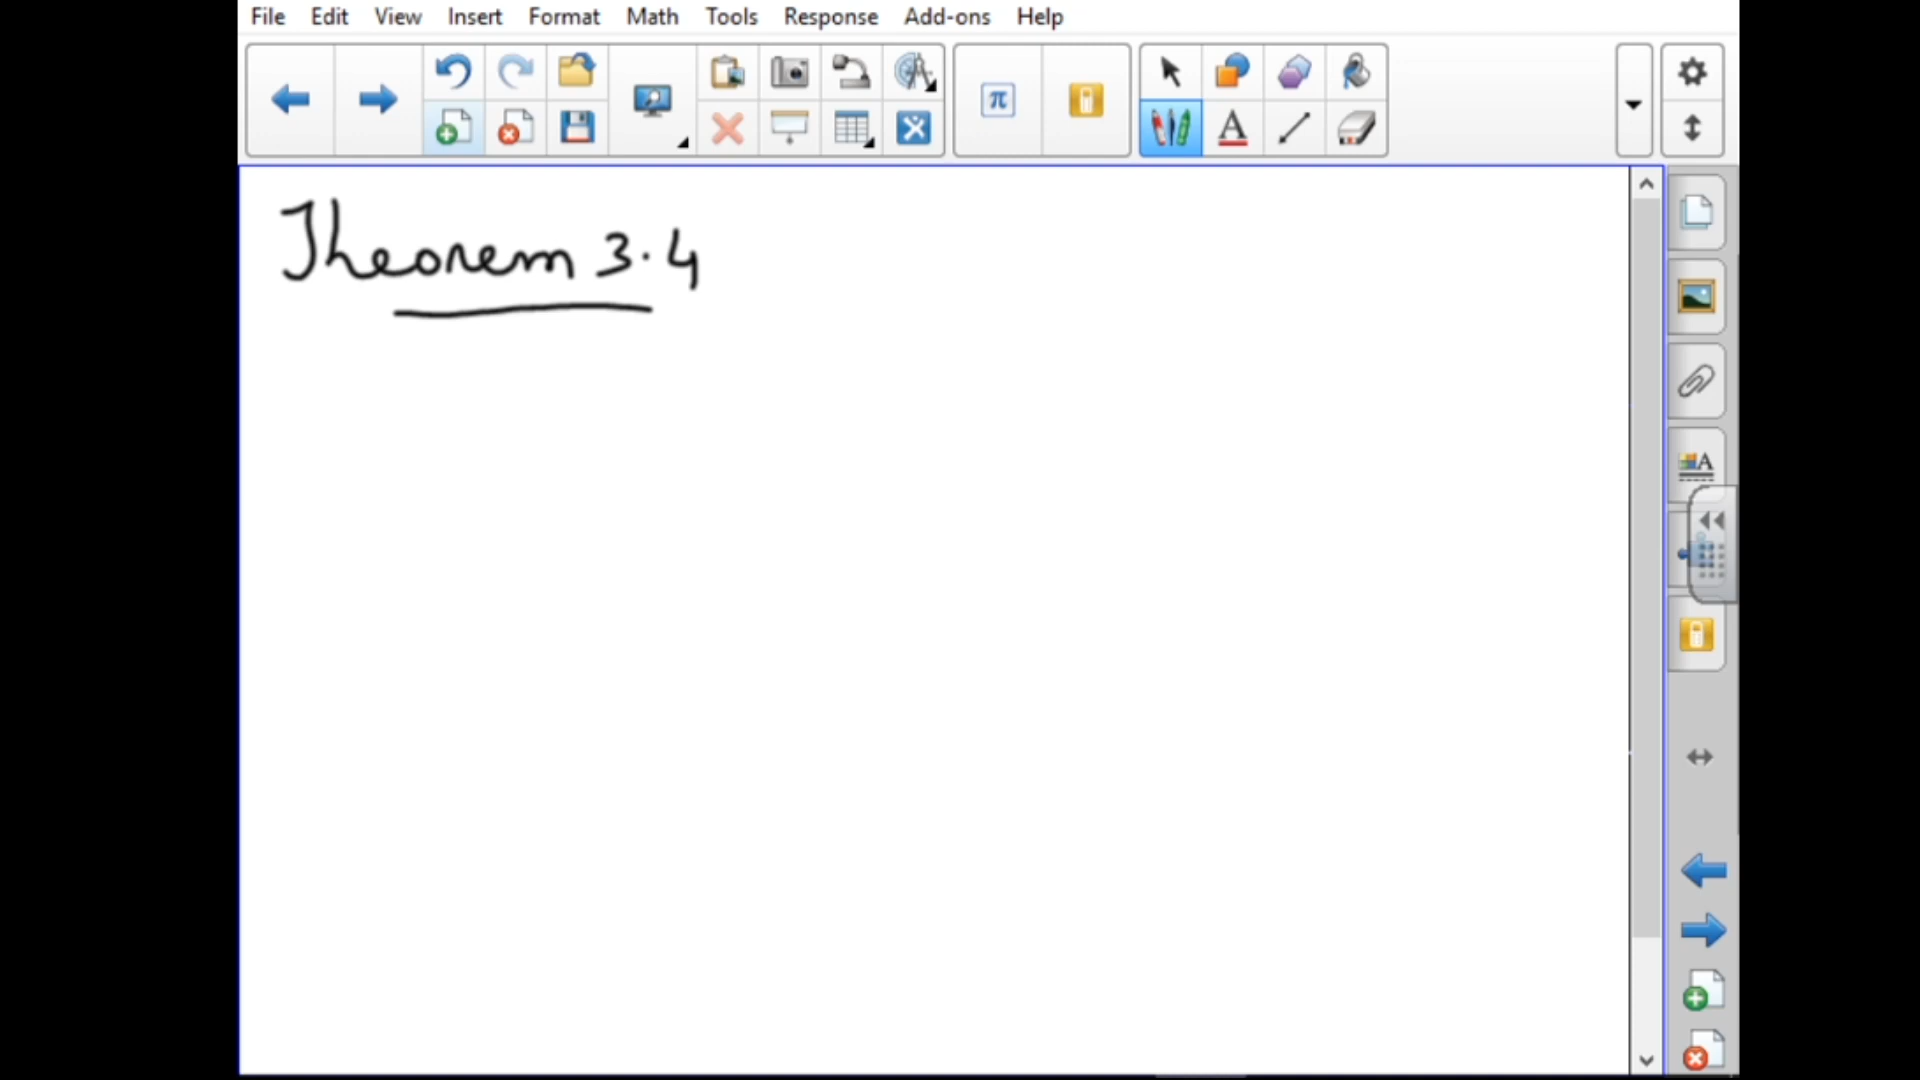 File Edit View Insert Format Math Tools Response Add-ons Help
Theorem 3.4